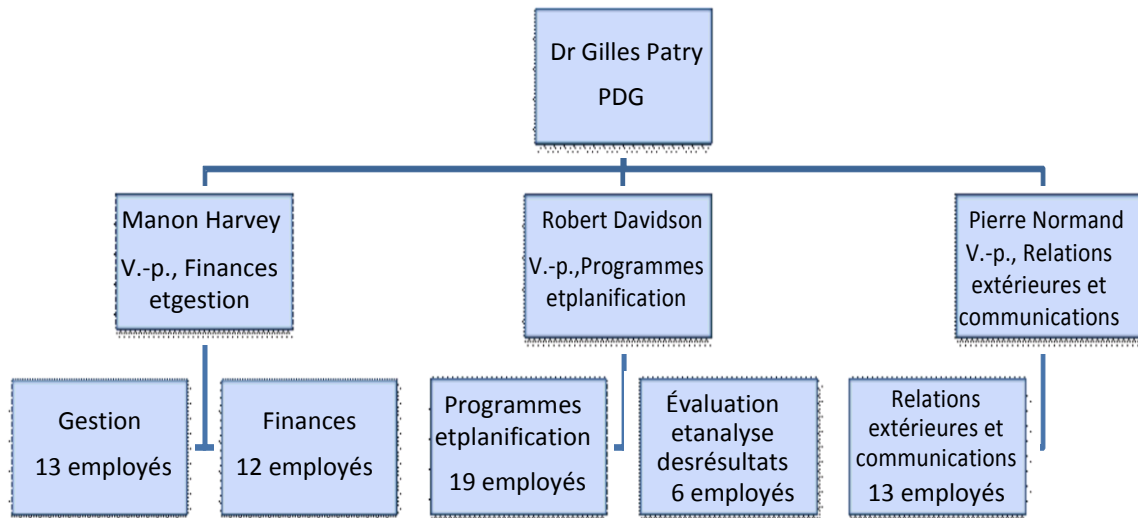 Dr Gilles Patry
PDG
Manon Harvey
V.-p., Finances
etgestion
Robert Davidson
V.-p.,Programmes
etplanification
Pierre Normand
V.-p., Relations
extérieures et
communications
Gestion
13 employés
Finances
12 employés
Programmes
etplanification
19 employés
Évaluation
etanalyse
desrésultats
6 employés
Relations
extérieures et
communications
13 employés